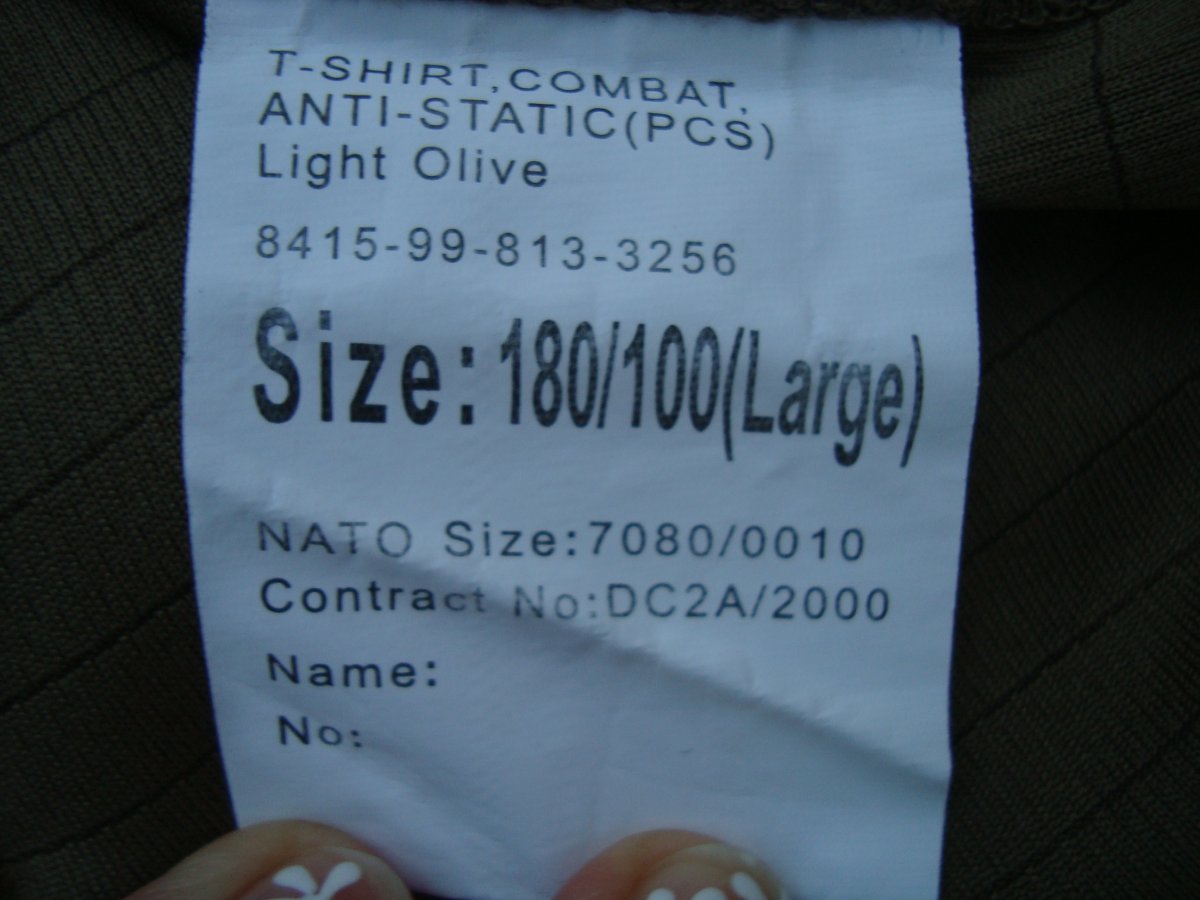 T-SHIRT,COMBAT,
ANTI-STATIC(PCS)
Light Olive
8415-99-813-3256
Size: 180/100(Large)
NATO Size:7080/0010
Contract No:DC2A/2000
Name:
No: